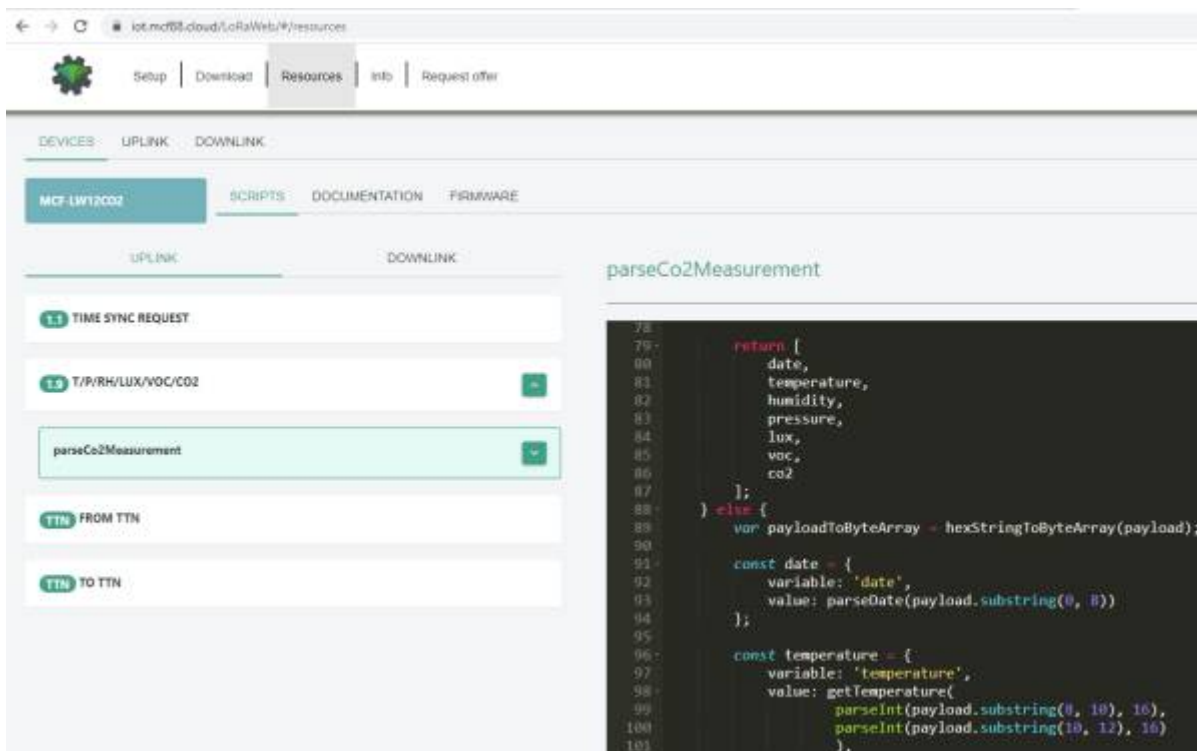 iot.mcf88.cloud/LoRaWeb/#/resources
Setup | Download | Resources | Info | Request offer
DEVICES UPLINK DOWNLINK
MCF-LW12CO2 SCRIPTS DOCUMENTATION FIRMWARE
UPLINK DOWNLINK
parseCo2Measurement
1.1 TIME SYNC REQUEST
1.9 T/P/RH/LUX/VOC/CO2
parseCo2Measurement
TTN FROM TTN
TTN TO TTN
78
79 return [
80 date,
81 temperature,
82 humidity,
83 pressure,
84 lux,
85 voc,
86 co2
87 ];
88 } else {
89 var payloadToByteArray = hexStringToByteArray(payload);
90
91 const date = {
92 variable: 'date',
93 value: parseDate(payload.substring(0, 8))
94 };
95
96 const temperature = {
97 variable: 'temperature',
98 value: getTemperature(
99 parseInt(payload.substring(8, 10), 16),
100 parseInt(payload.substring(10, 12), 16)
101 ),